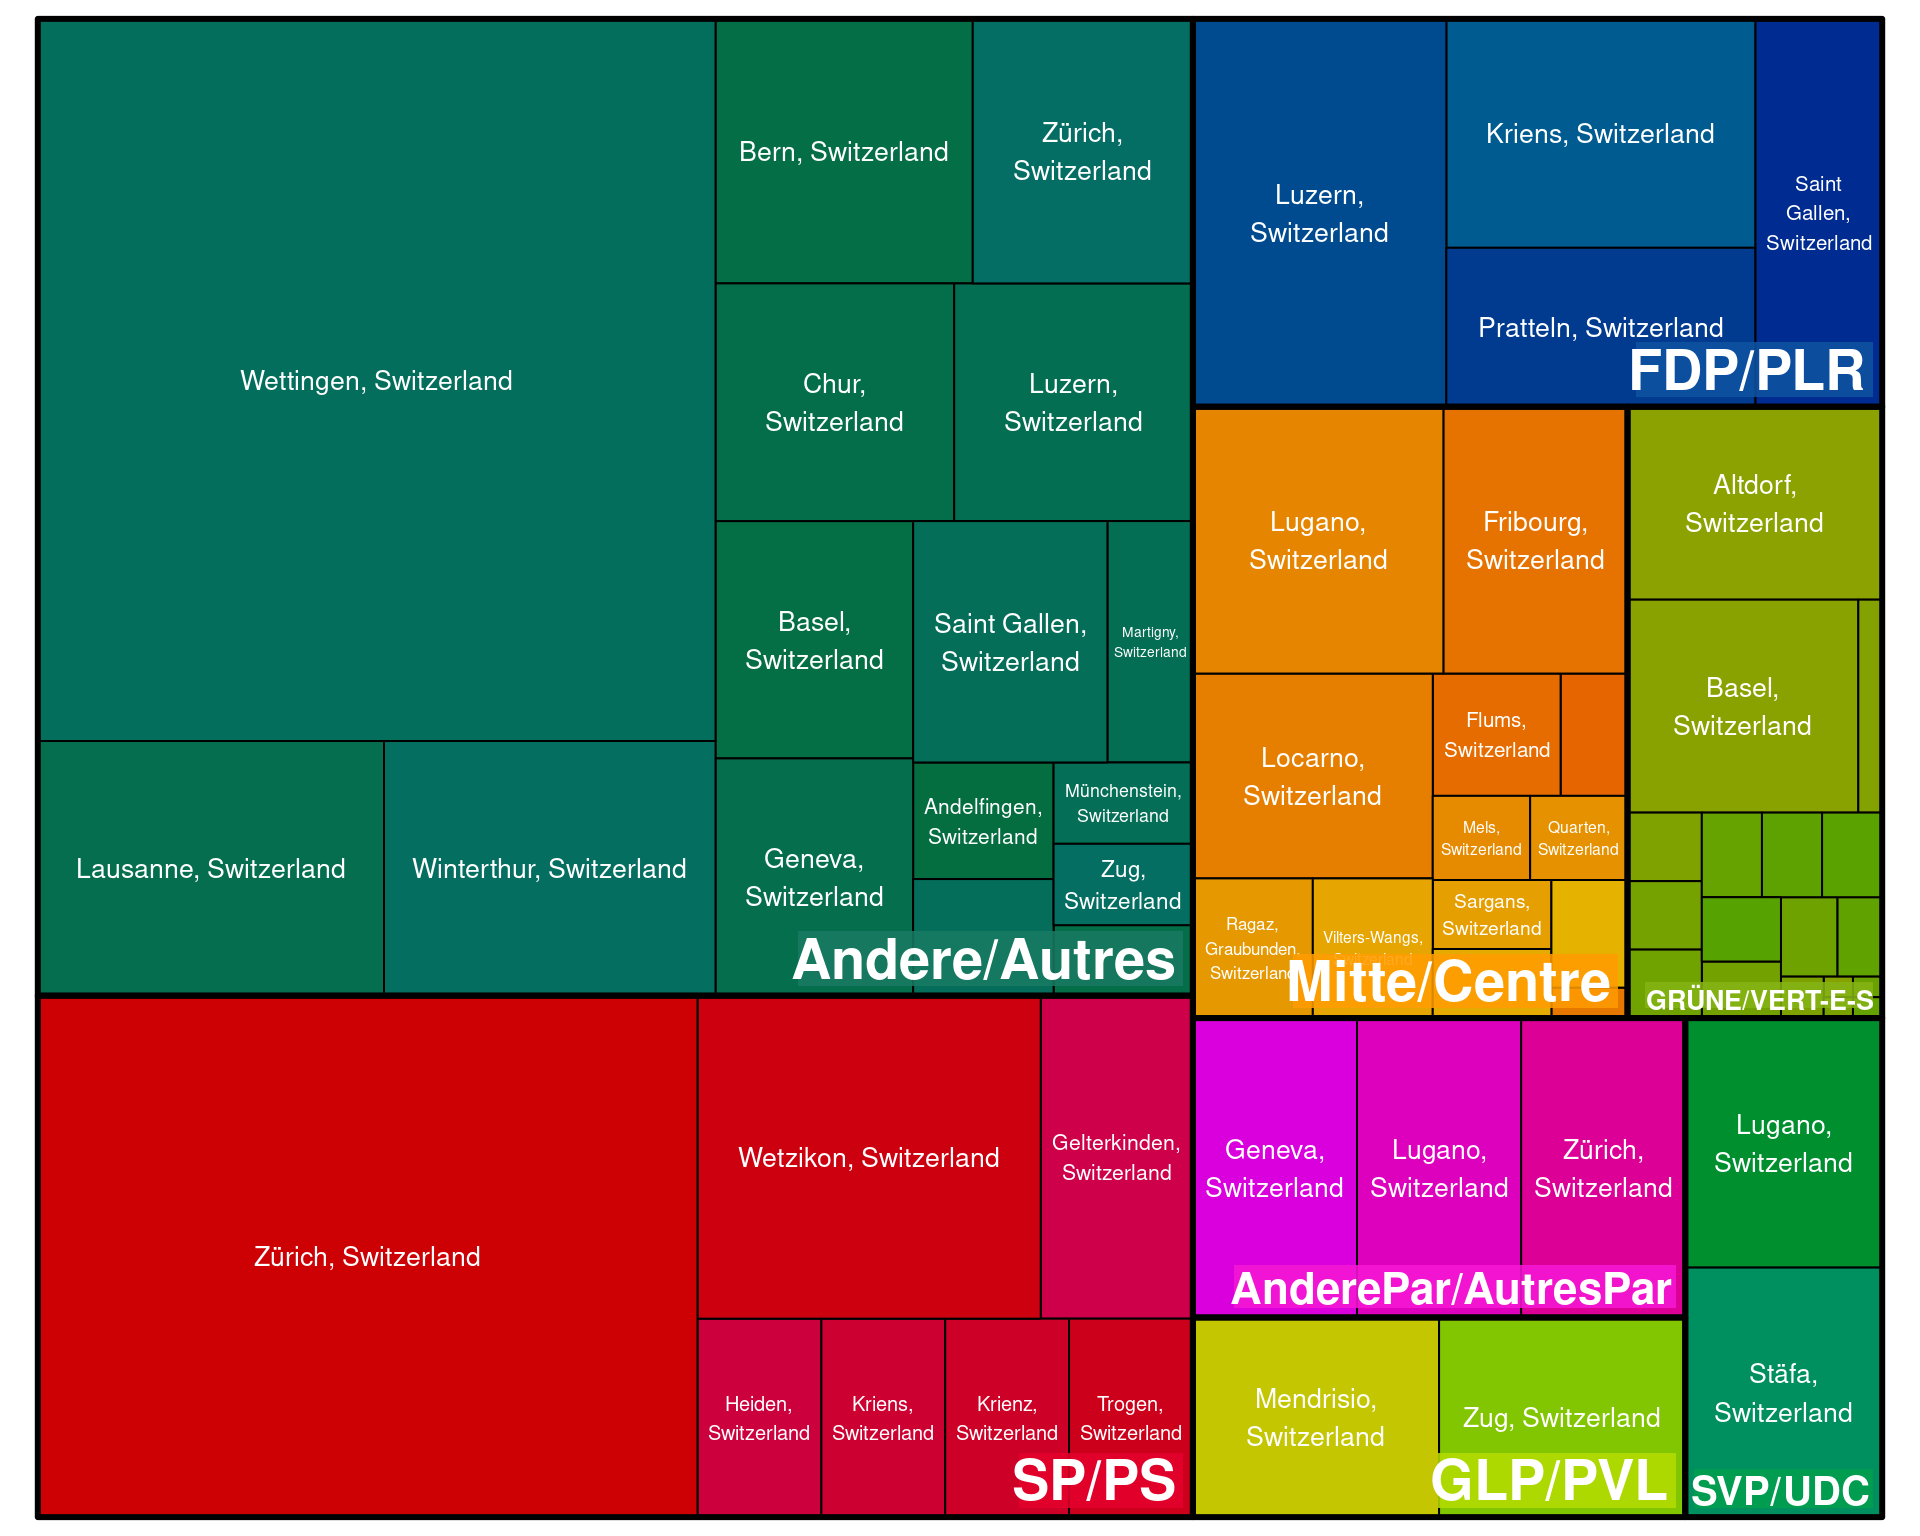 Wettingen, Switzerland
Bern, Switzerland
Zürich,
Switzerland
Chur,
Switzerland
Luzern,
Switzerland
Basel,
Switzerland
Saint Gallen,
Switzerland
Martigny,
Switzerland
Lausanne, Switzerland
Winterthur, Switzerland
Geneva,
Switzerland
Andelfingen,
Switzerland
Münchenstein,
Switzerland
Zug,
Switzerland
Andere/Autres
Luzern,
Switzerland
Kriens, Switzerland
Pratteln, Switzerland
Saint
Gallen,
Switzerland
FDP/PLR
Lugano,
Switzerland
Fribourg,
Switzerland
Locarno,
Switzerland
Flums,
Switzerland
Mels,
Switzerland
Quarten,
Switzerland
Ragaz,
Graubunden,
Switzerland
Vilters-Wangs,
Switzerland
Sargans,
Switzerland
Mitte/Centre
Altdorf,
Switzerland
Basel,
Switzerland
GRÜNE/VERT-E-S
Zürich, Switzerland
Wetzikon, Switzerland
Gelterkinden,
Switzerland
Heiden,
Switzerland
Kriens,
Switzerland
Krienz,
Switzerland
Trogen,
Switzerland
SP/PS
Geneva,
Switzerland
Lugano,
Switzerland
Zürich,
Switzerland
AnderePar/AutresPar
Mendrisio,
Switzerland
Zug, Switzerland
GLP/PVL
Lugano,
Switzerland
Stäfa,
Switzerland
SVP/UDC